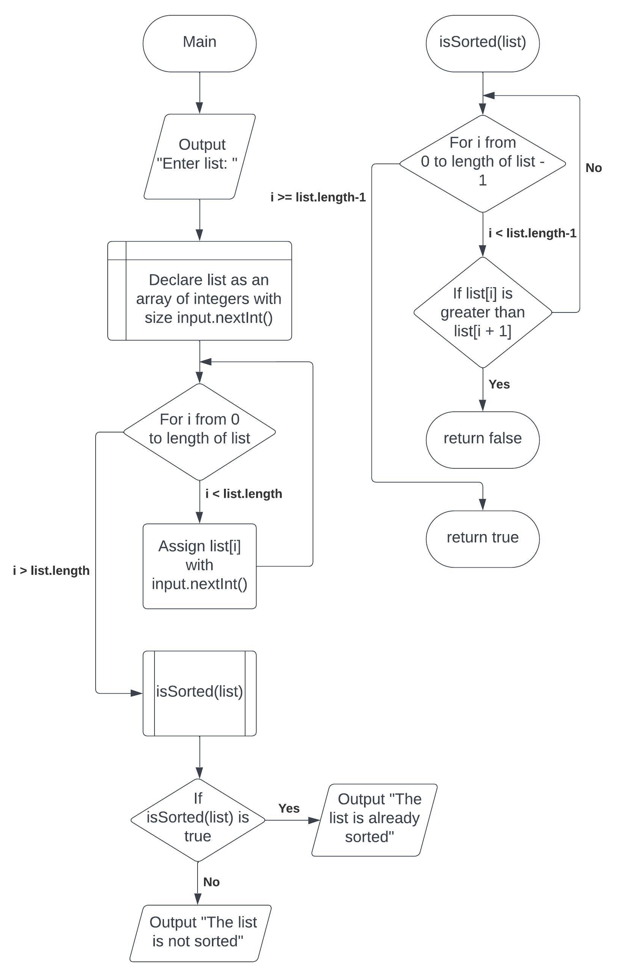 Main
Output
"Enter list: "
Declare list as an
array of integers with
size input.nextInt()
For i from 0
to length of list
i < list.length
Assign list[i]
with
input.nextInt()
i > list.length
isSorted(list)
If
isSorted(list) is
true
Yes
Output "The
list is already
sorted"
No
Output "The list
is not sorted"
isSorted(list)
For i from
0 to length of list -
1
No
i >= list.length-1
i < list.length-1
If list[i] is
greater than
list[i + 1]
Yes
return false
return true